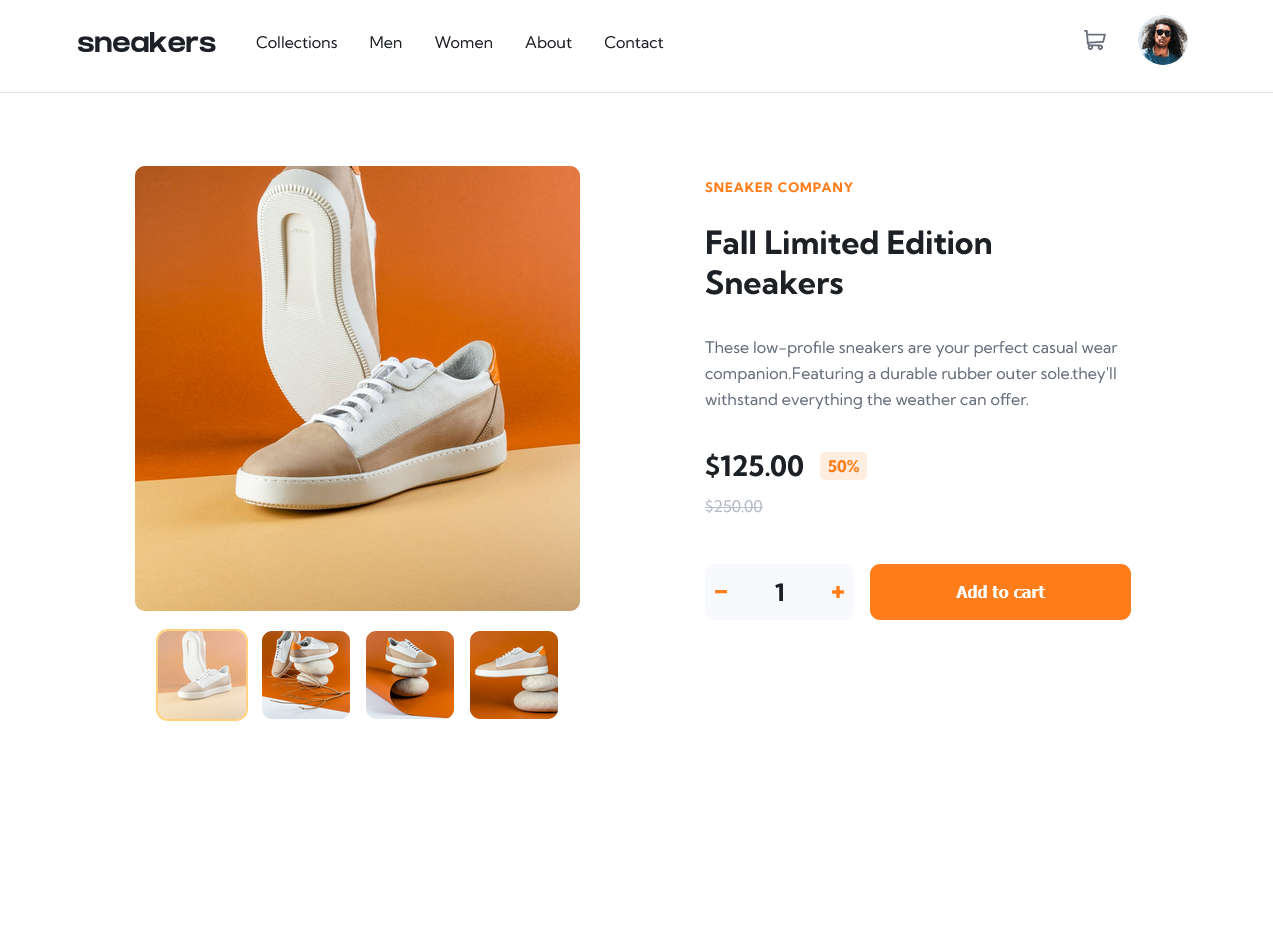 sneakers Collections Men Women About Contact
SNEAKER COMPANY
Fall Limited Edition
Sneakers
These low-profile sneakers are your perfect casual wear
companion.Featuring a durable rubber outer sole.they'll
withstand everything the weather can offer.
$125.00 50%
$250.00
1 Add to cart